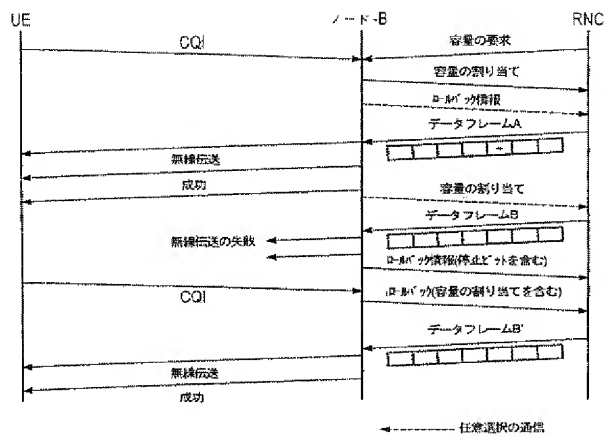 UE
ノード-B
RNC
CQI
容量の要求
容量の割り当て
ロールバック情報
データフレームA
無線伝送
成功
容量の割り当て
データフレームB
無線伝送の失敗
ロールバック情報(停止ビットを含む)
CQI
ロールバック(容量の割り当てを含む)
データフレームB'
無線伝送
成功
任意選択の通信